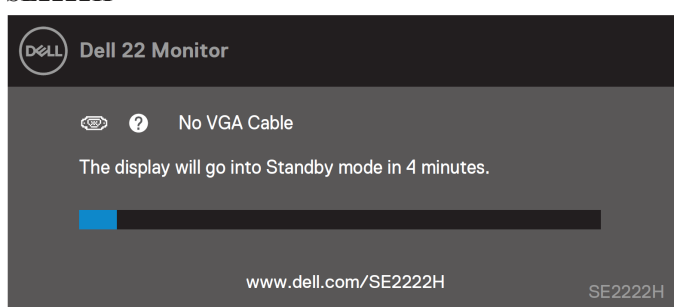 DELL
Dell 22 Monitor
No VGA Cable
The display will go into Standby mode in 4 minutes.
www.dell.com/SE2222H
SE2222H